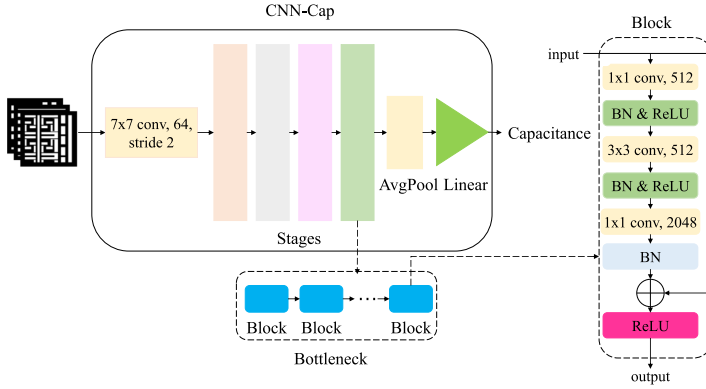 CNN-Cap
7x7 conv, 64,
stride 2
AvgPool Linear
Capacitance
Stages
Block
Block
Block
Bottleneck
Block
input
1x1 conv, 512
BN & ReLU
3x3 conv, 512
BN & ReLU
1x1 conv, 2048
BN
ReLU
output